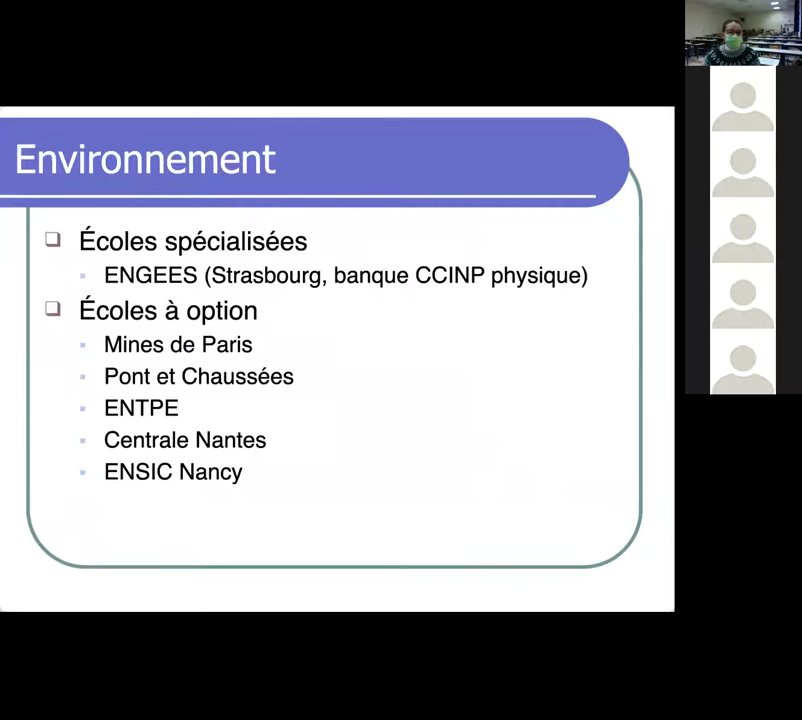 Environnement
Écoles spécialisées
ENGEES (Strasbourg, banque CCINP physique)
Écoles à option
Mines de Paris
Pont et Chaussées
ENTPE
Centrale Nantes
ENSIC Nancy